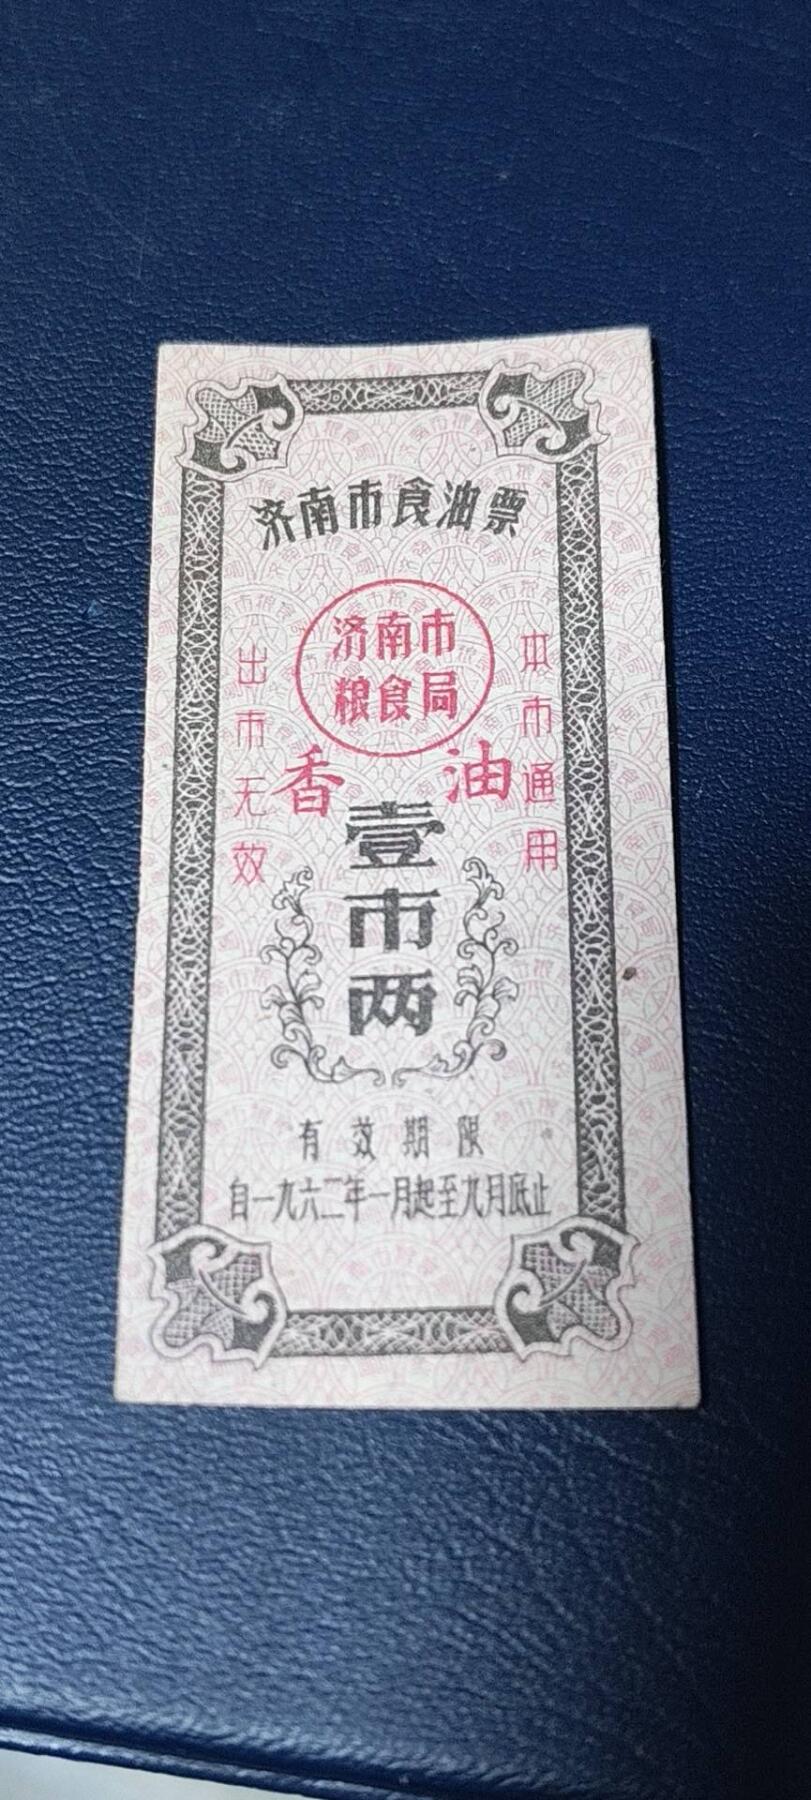 济南市食油票
济南市
粮食局
本市通用
出市无效
香油
壹市两
有效期限
自一九六二年一月起至九月底止